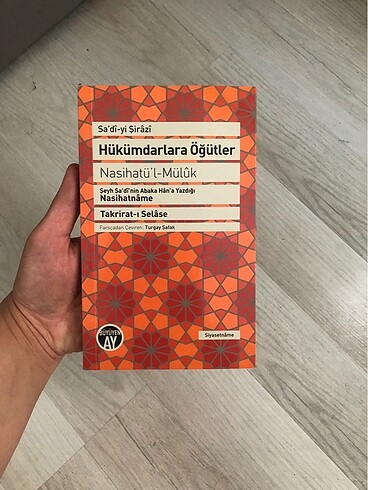 Sa'dî-yi Şirâzî
Hükümdarlara Öğütler
Nasihatü'l-Mülûk
Şeyh Sa'dî'nin Abaka Hân'a Yazdığı
Nasihatnâme
Takrirat-ı Selâse
Farsçadan Çeviren: Turgay Şafak
BÜYÜYEN
AY
Siyasetnâme